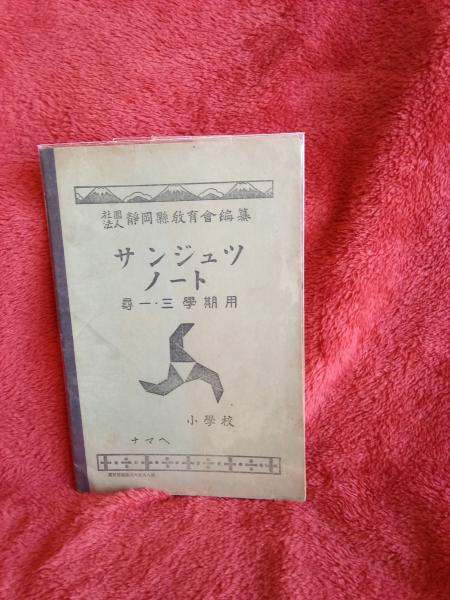 社團法人 靜岡縣教育會編纂
サンジュツ
ノート
尋一・三學期用
小學校
ナマヘ